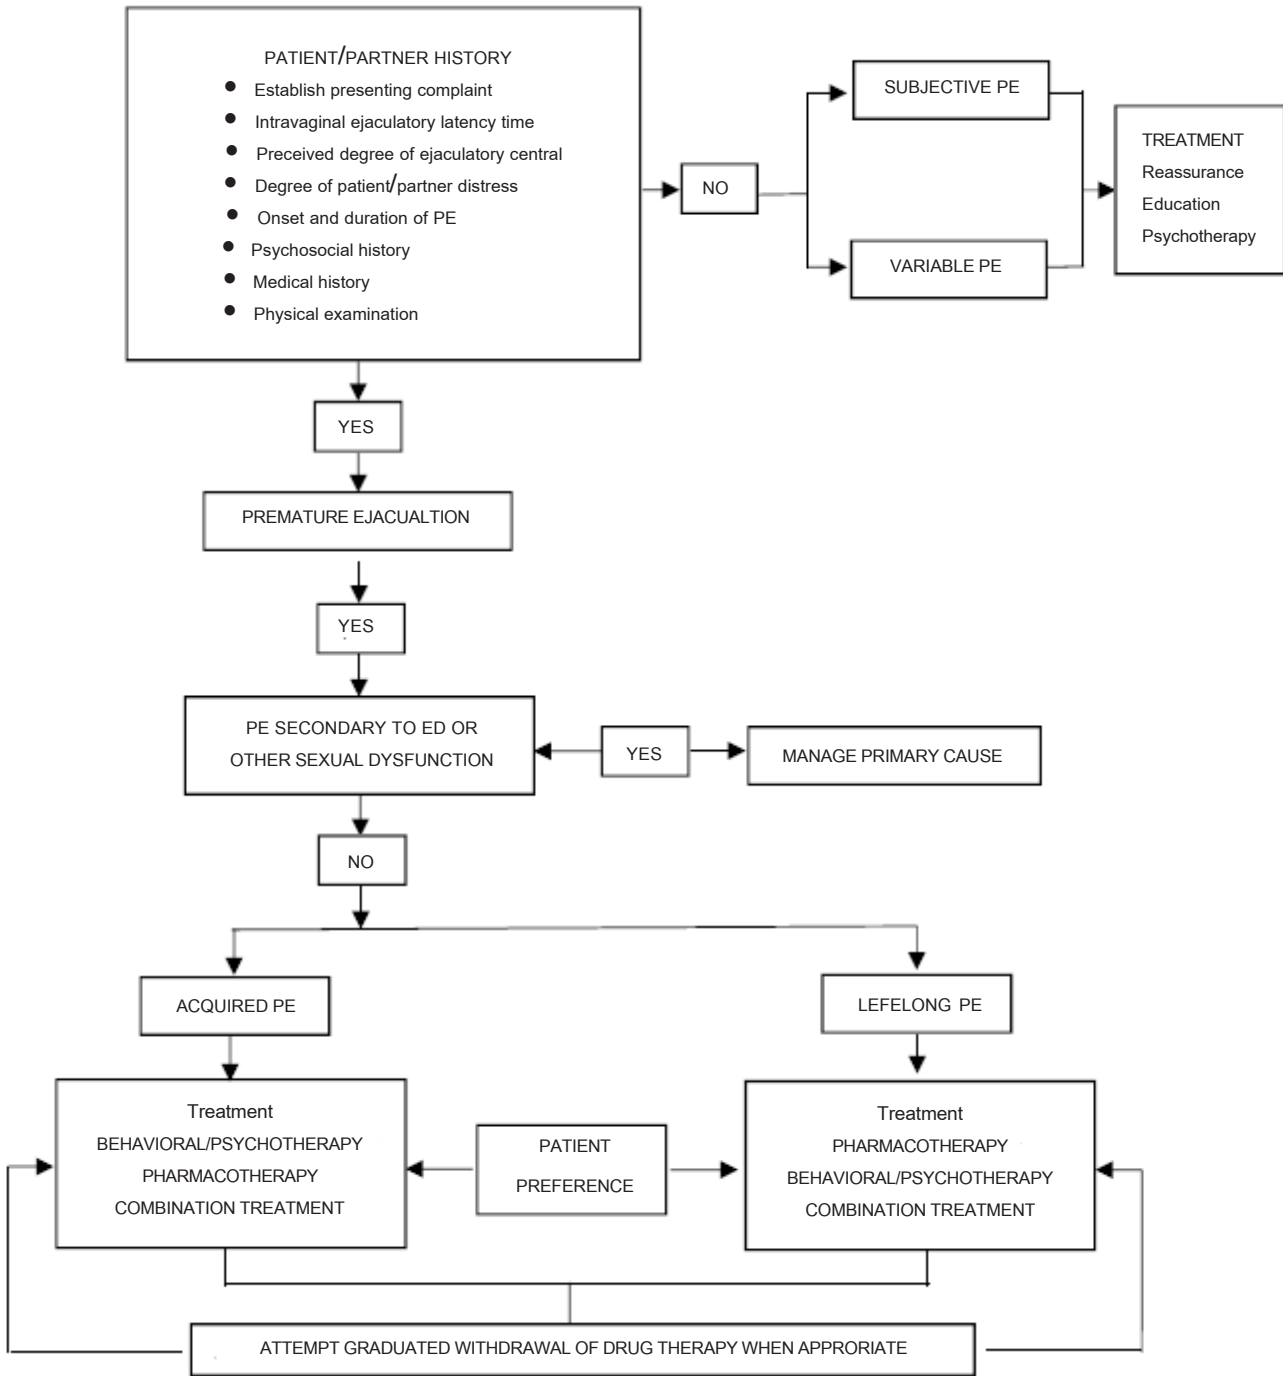 PATIENT/PARTNER HISTORY
● Establish presenting complaint
● Intravaginal ejaculatory latency time
● Preceived degree of ejaculatory central
● Degree of patient/partner distress
● Onset and duration of PE
● Psychosocial history
● Medical history
● Physical examination
NO
SUBJECTIVE PE
VARIABLE PE
TREATMENT
Reassurance
Education
Psychotherapy
YES
PREMATURE EJACUALTION
YES
PE SECONDARY TO ED OR
OTHER SEXUAL DYSFUNCTION
YES
MANAGE PRIMARY CAUSE
NO
ACQUIRED PE
LEFELONG PE
Treatment
BEHAVIORAL/PSYCHOTHERAPY
PHARMACOTHERAPY
COMBINATION TREATMENT
PATIENT
PREFERENCE
Treatment
PHARMACOTHERAPY
BEHAVIORAL/PSYCHOTHERAPY
COMBINATION TREATMENT
ATTEMPT GRADUATED WITHDRAWAL OF DRUG THERAPY WHEN APPRORIATE